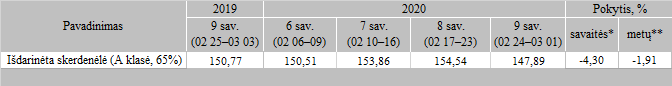 Pavadinimas 2019 2020 Pokytis, %
9 sav. (02 25–03 03) 6 sav. (02 06–09) 7 sav. (02 10–16) 8 sav. (02 17–23) 9 sav. (02 24–03 01) savaitės* metų**
Išdarinėta skerdenėlė (A klasė, 65%) 150,77 150,51 153,86 154,54 147,89 -4,30 -1,91